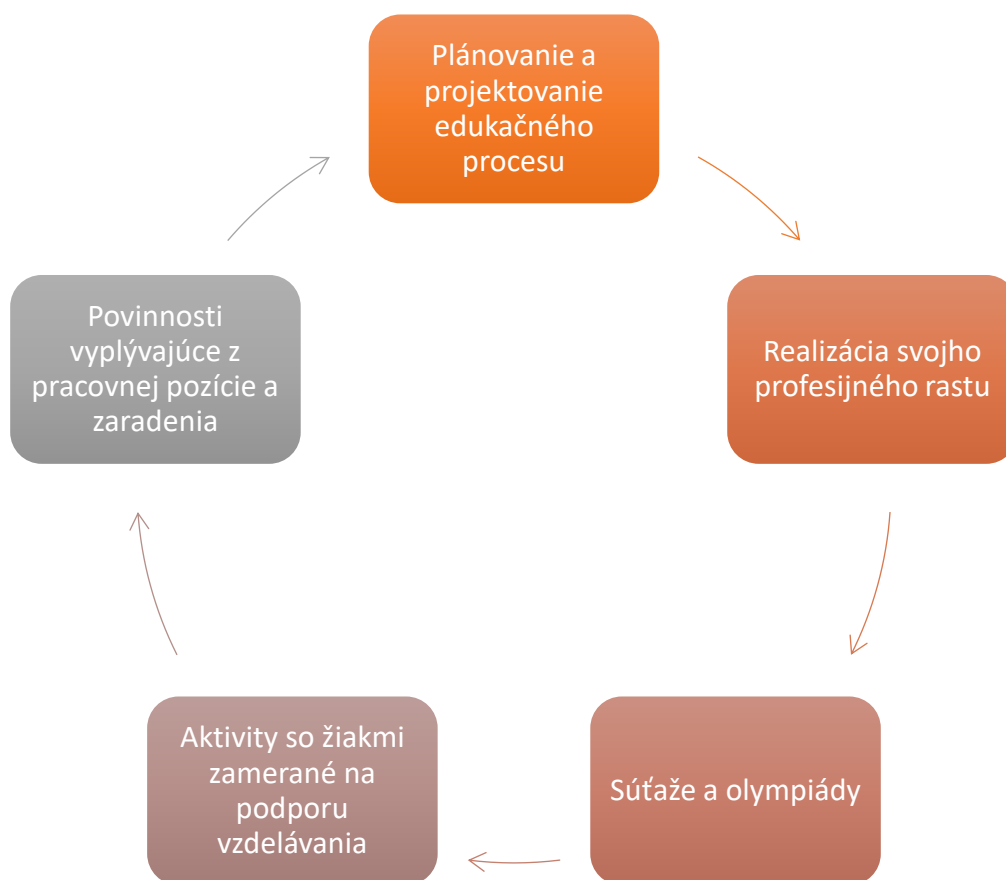 Plánovanie a
projektovanie
edukačného
procesu
Realizácia svojho
profesijného rastu
Súťaže a olympiády
Aktivity so žiakmi
zamerané na
podporu
vzdelávania
Povinnosti
vyplývajúce z
pracovnej pozície a
zaradenia